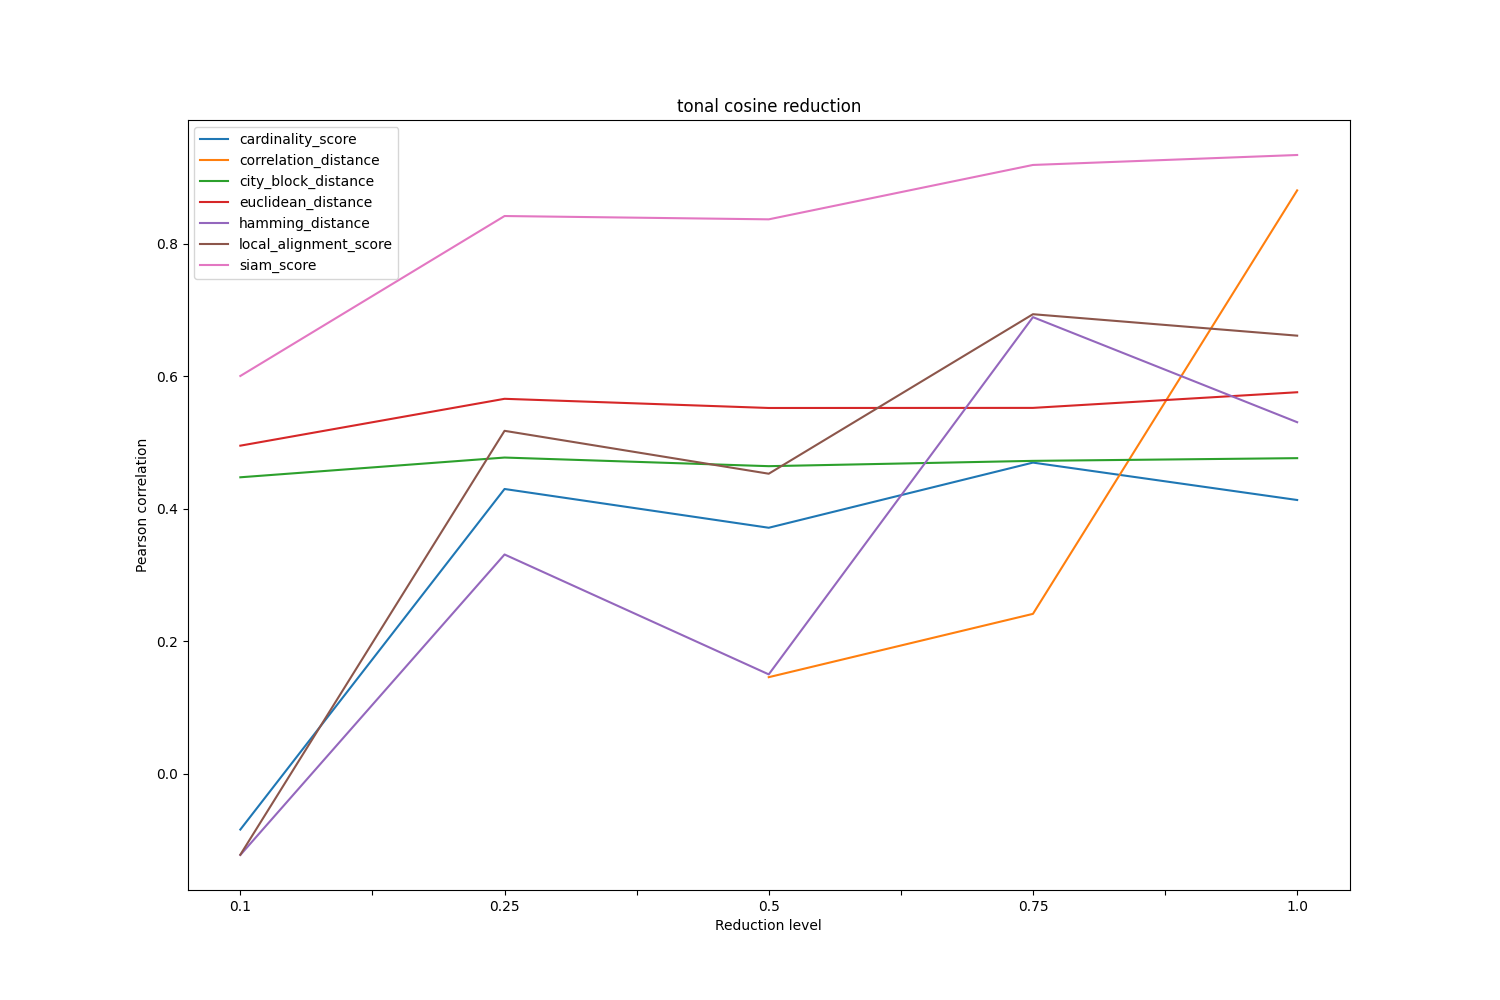 tonal cosine reduction
cardinality_score
correlation_distance
city_block_distance
euclidean_distance
hamming_distance
local_alignment_score
siam_score
0.8
0.6
0.4
0.2
0.0
Pearson correlation
0.1 0.25 0.5 0.75 1.0
Reduction level